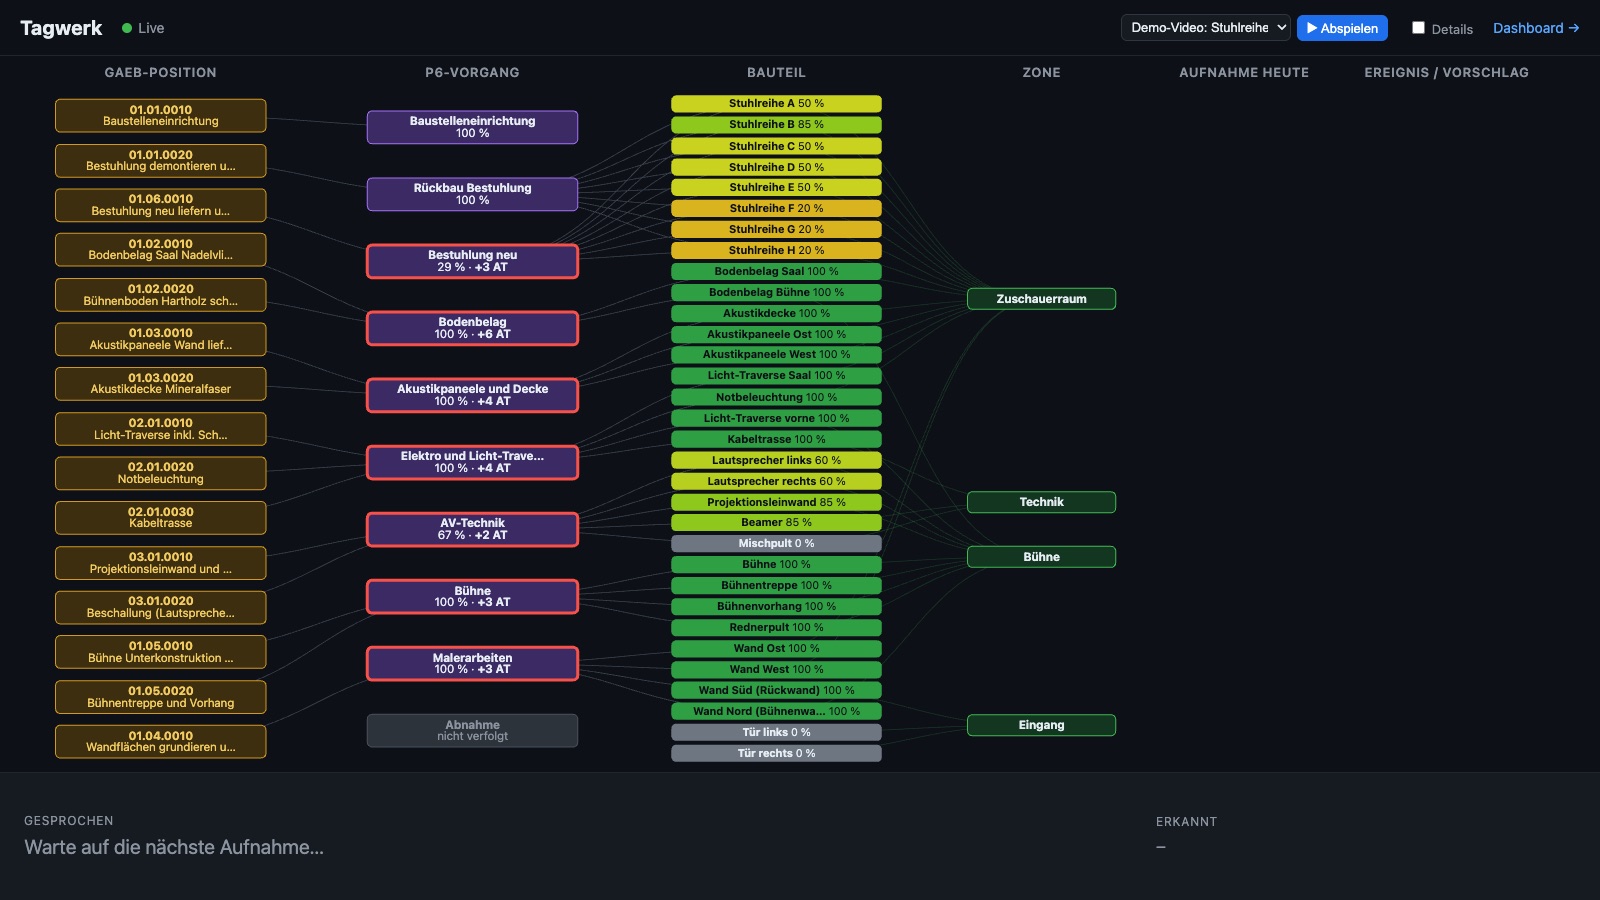 Tagwerk
Live
Demo-Video: Stuhlreihe
▶ Abspielen
Details
Dashboard →
GAEB-POSITION
P6-VORGANG
BAUTEIL
ZONE
AUFNAHME HEUTE
EREIGNIS / VORSCHLAG
01.01.0010
Baustelleneinrichtung
01.01.0020
Bestuhlung demontieren u...
01.06.0010
Bestuhlung neu liefern u...
01.02.0010
Bodenbelag Saal Nadelvli...
01.02.0020
Bühnenboden Hartholz sch...
01.03.0010
Akustikpaneele Wand lief...
01.03.0020
Akustikdecke Mineralfaser
02.01.0010
Licht-Traverse inkl. Sch...
02.01.0020
Notbeleuchtung
02.01.0030
Kabeltrasse
03.01.0010
Projektionsleinwand und ...
03.01.0020
Beschallung (Lautspreche...
01.05.0010
Bühne Unterkonstruktion ...
01.05.0020
Bühnentreppe und Vorhang
01.04.0010
Wandflächen grundieren u...
Baustelleneinrichtung
100 %
Rückbau Bestuhlung
100 %
Bestuhlung neu
29 % · +3 AT
Bodenbelag
100 % · +6 AT
Akustikpaneele und Decke
100 % · +4 AT
Elektro und Licht-Trave...
100 % · +4 AT
AV-Technik
67 % · +2 AT
Bühne
100 % · +3 AT
Malerarbeiten
100 % · +3 AT
Abnahme
nicht verfolgt
Stuhlreihe A 50 %
Stuhlreihe B 85 %
Stuhlreihe C 50 %
Stuhlreihe D 50 %
Stuhlreihe E 50 %
Stuhlreihe F 20 %
Stuhlreihe G 20 %
Stuhlreihe H 20 %
Bodenbelag Saal 100 %
Bodenbelag Bühne 100 %
Akustikdecke 100 %
Akustikpaneele Ost 100 %
Akustikpaneele West 100 %
Licht-Traverse Saal 100 %
Notbeleuchtung 100 %
Licht-Traverse vorne 100 %
Kabeltrasse 100 %
Lautsprecher links 60 %
Lautsprecher rechts 60 %
Projektionsleinwand 85 %
Beamer 85 %
Mischpult 0 %
Bühne 100 %
Bühnentreppe 100 %
Bühnenvorhang 100 %
Rednerpult 100 %
Wand Ost 100 %
Wand West 100 %
Wand Süd (Rückwand) 100 %
Wand Nord (Bühnenwa... 100 %
Tür links 0 %
Tür rechts 0 %
Zuschauerraum
Technik
Bühne
Eingang
GESPROCHEN
Warte auf die nächste Aufnahme...
ERKANNT
–